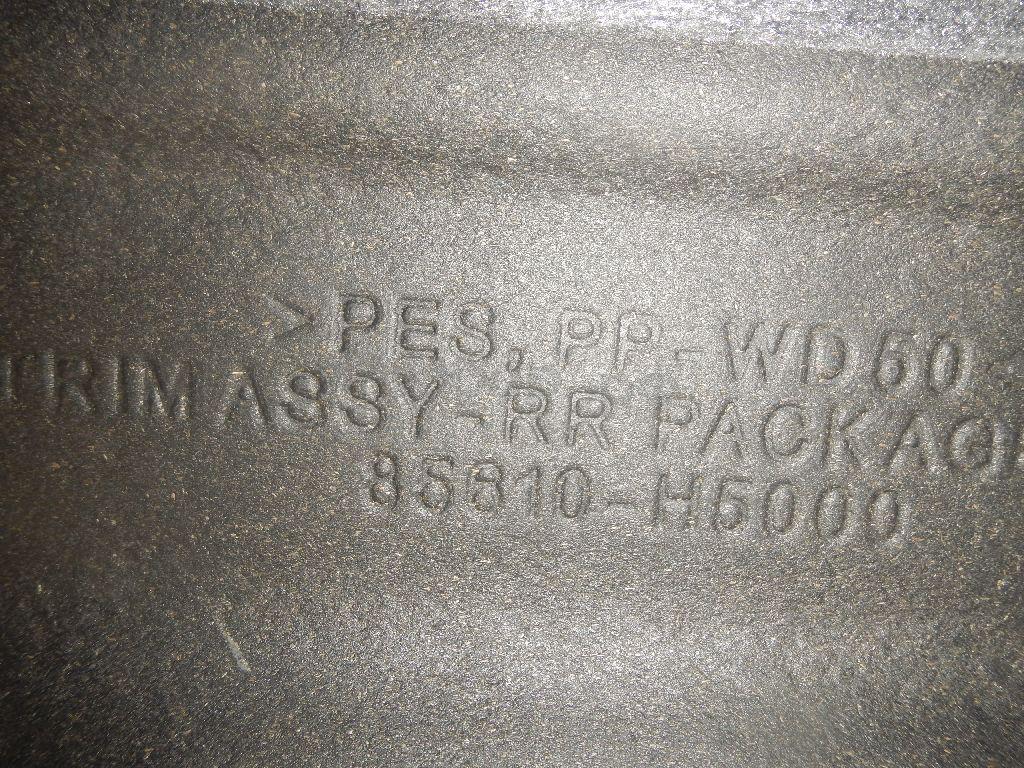 >PES, PP-WD50
TRIM ASSY-RR PACKAG
85610-H5000